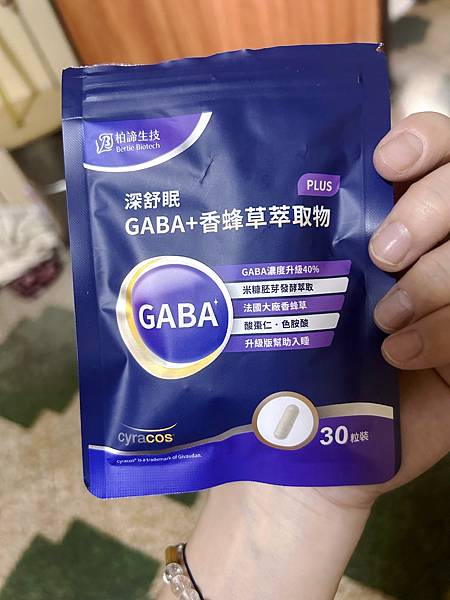 柏諦生技
Bertie Biotech
PLUS
深舒眠
GABA+香蜂草萃取物
GABA濃度升級40%
米糠胚芽發酵萃取
法國大廠香蜂草
酸棗仁・色胺酸
升級版幫助入睡
GABA+
cyracos®
cyracos® is a trademark of Givaudan.
30粒裝